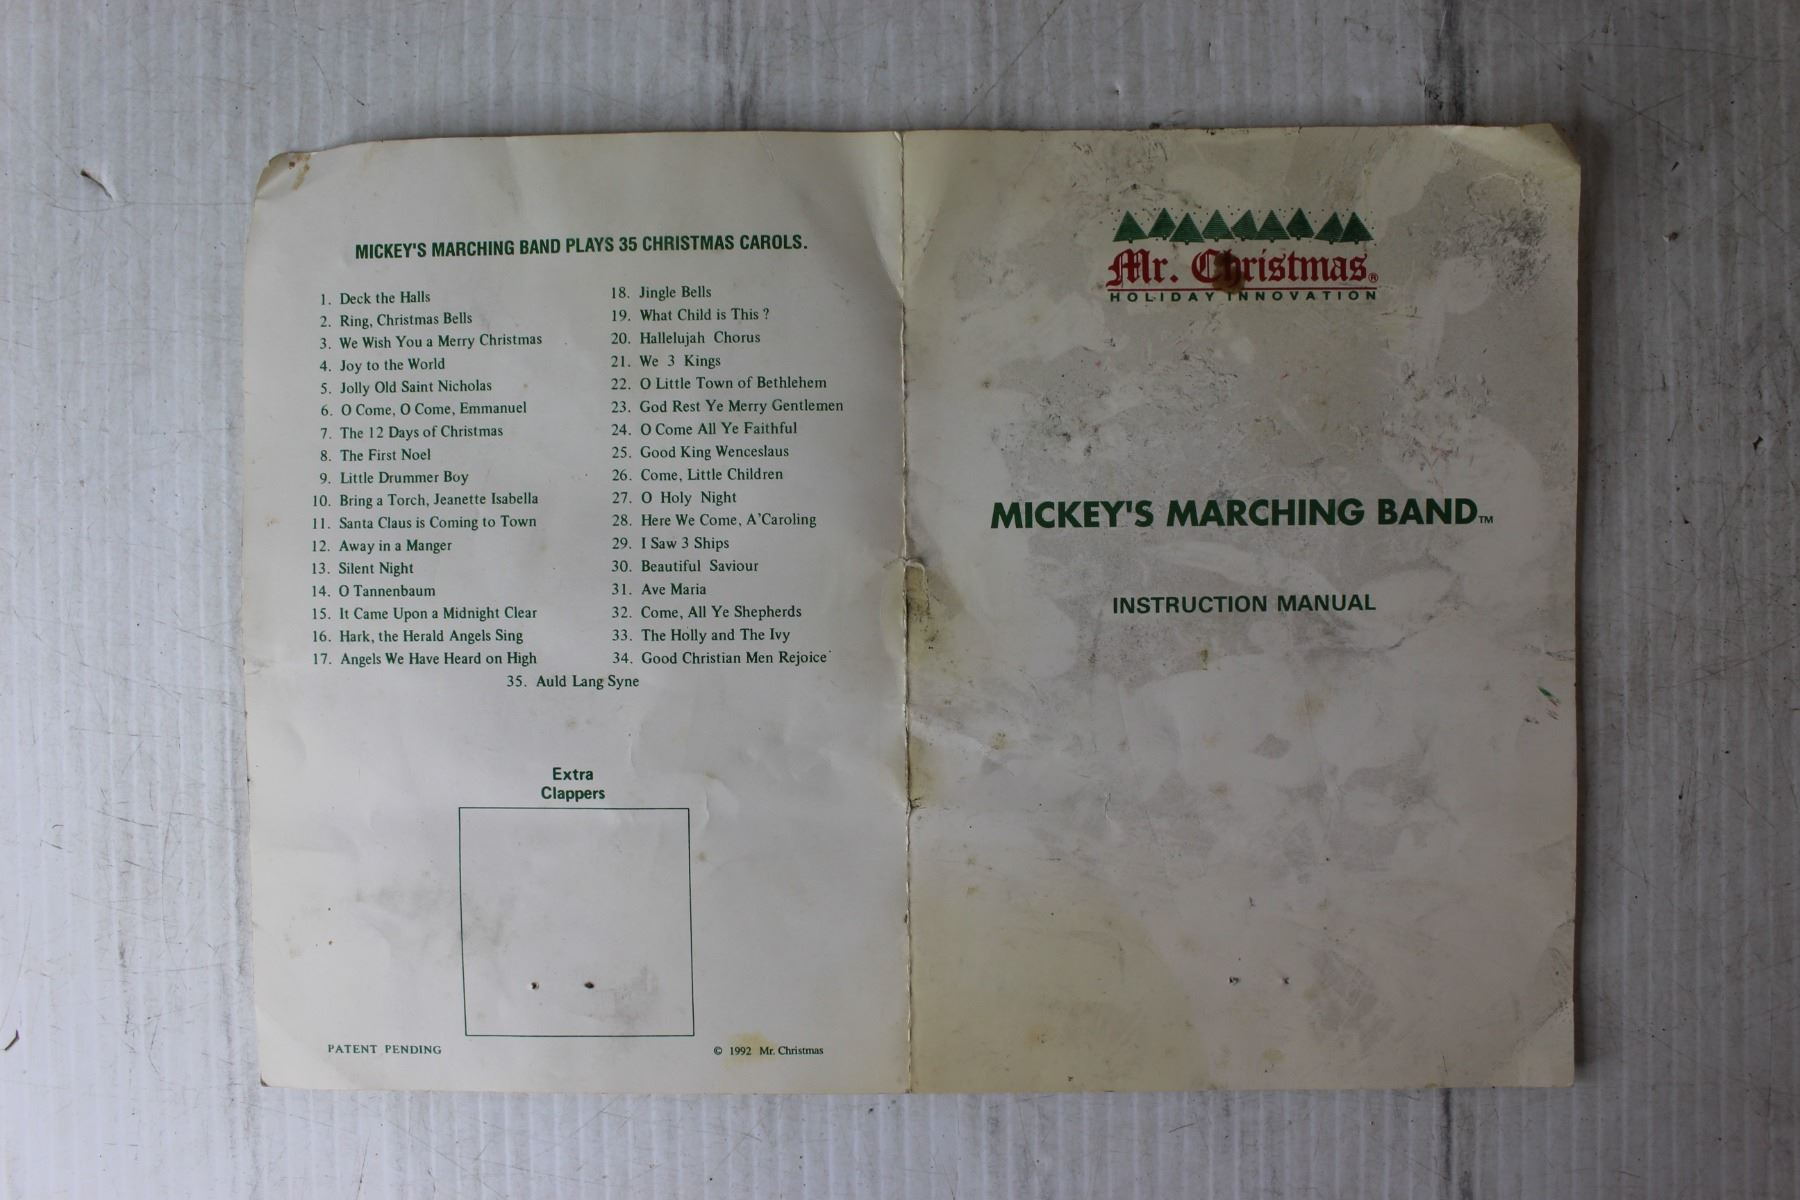 MICKEY'S MARCHING BAND PLAYS 35 CHRISTMAS CAROLS.
1. Deck the Halls
2. Ring, Christmas Bells
3. We Wish You a Merry Christmas
4. Joy to the World
5. Jolly Old Saint Nicholas
6. O Come, O Come, Emmanuel
7. The 12 Days of Christmas
8. The First Noel
9. Little Drummer Boy
10. Bring a Torch, Jeanette Isabella
11. Santa Claus is Coming to Town
12. Away in a Manger
13. Silent Night
14. O Tannenbaum
15. It Came Upon a Midnight Clear
16. Hark, the Herald Angels Sing
17. Angels We Have Heard on High
18. Jingle Bells
19. What Child is This ?
20. Hallelujah Chorus
21. We 3 Kings
22. O Little Town of Bethlehem
23. God Rest Ye Merry Gentlemen
24. O Come All Ye Faithful
25. Good King Wenceslaus
26. Come, Little Children
27. O Holy Night
28. Here We Come, A'Caroling
29. I Saw 3 Ships
30. Beautiful Saviour
31. Ave Maria
32. Come, All Ye Shepherds
33. The Holly and The Ivy
34. Good Christian Men Rejoice
35. Auld Lang Syne
Extra
Clappers
PATENT PENDING
© 1992 Mr. Christmas
Mr. Christmas®
HOLIDAY INNOVATION
MICKEY'S MARCHING BAND™
INSTRUCTION MANUAL